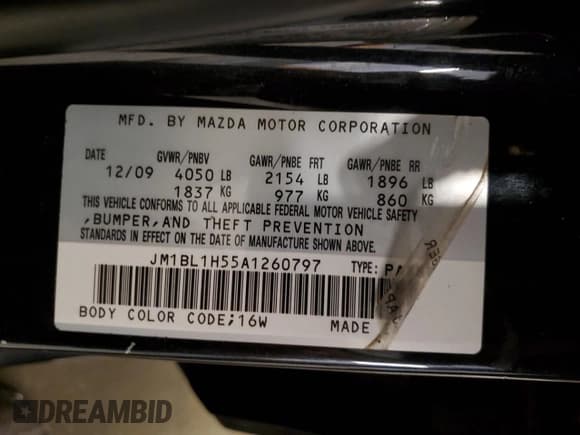 MFD. BY MAZDA MOTOR CORPORATION
DATE GVWR/PNBV GAWR/PNBE FRT GAWR/PNBE RR
12/09 4050 LB 2154 LB 1896 LB
1837 KG 977 KG 860 KG
THIS VEHICLE CONFORMS TO ALL APPLICABLE FEDERAL MOTOR VEHICLE SAFETY
,BUMPER,AND THEFT PREVENTION
STANDARDS IN EFFECT ON THE DATE OF MANUFACTURE SHOWN ABOVE.
JM1BL1H55A1260797 TYPE:
BODY COLOR CODE;16W MADE
DREAMBID